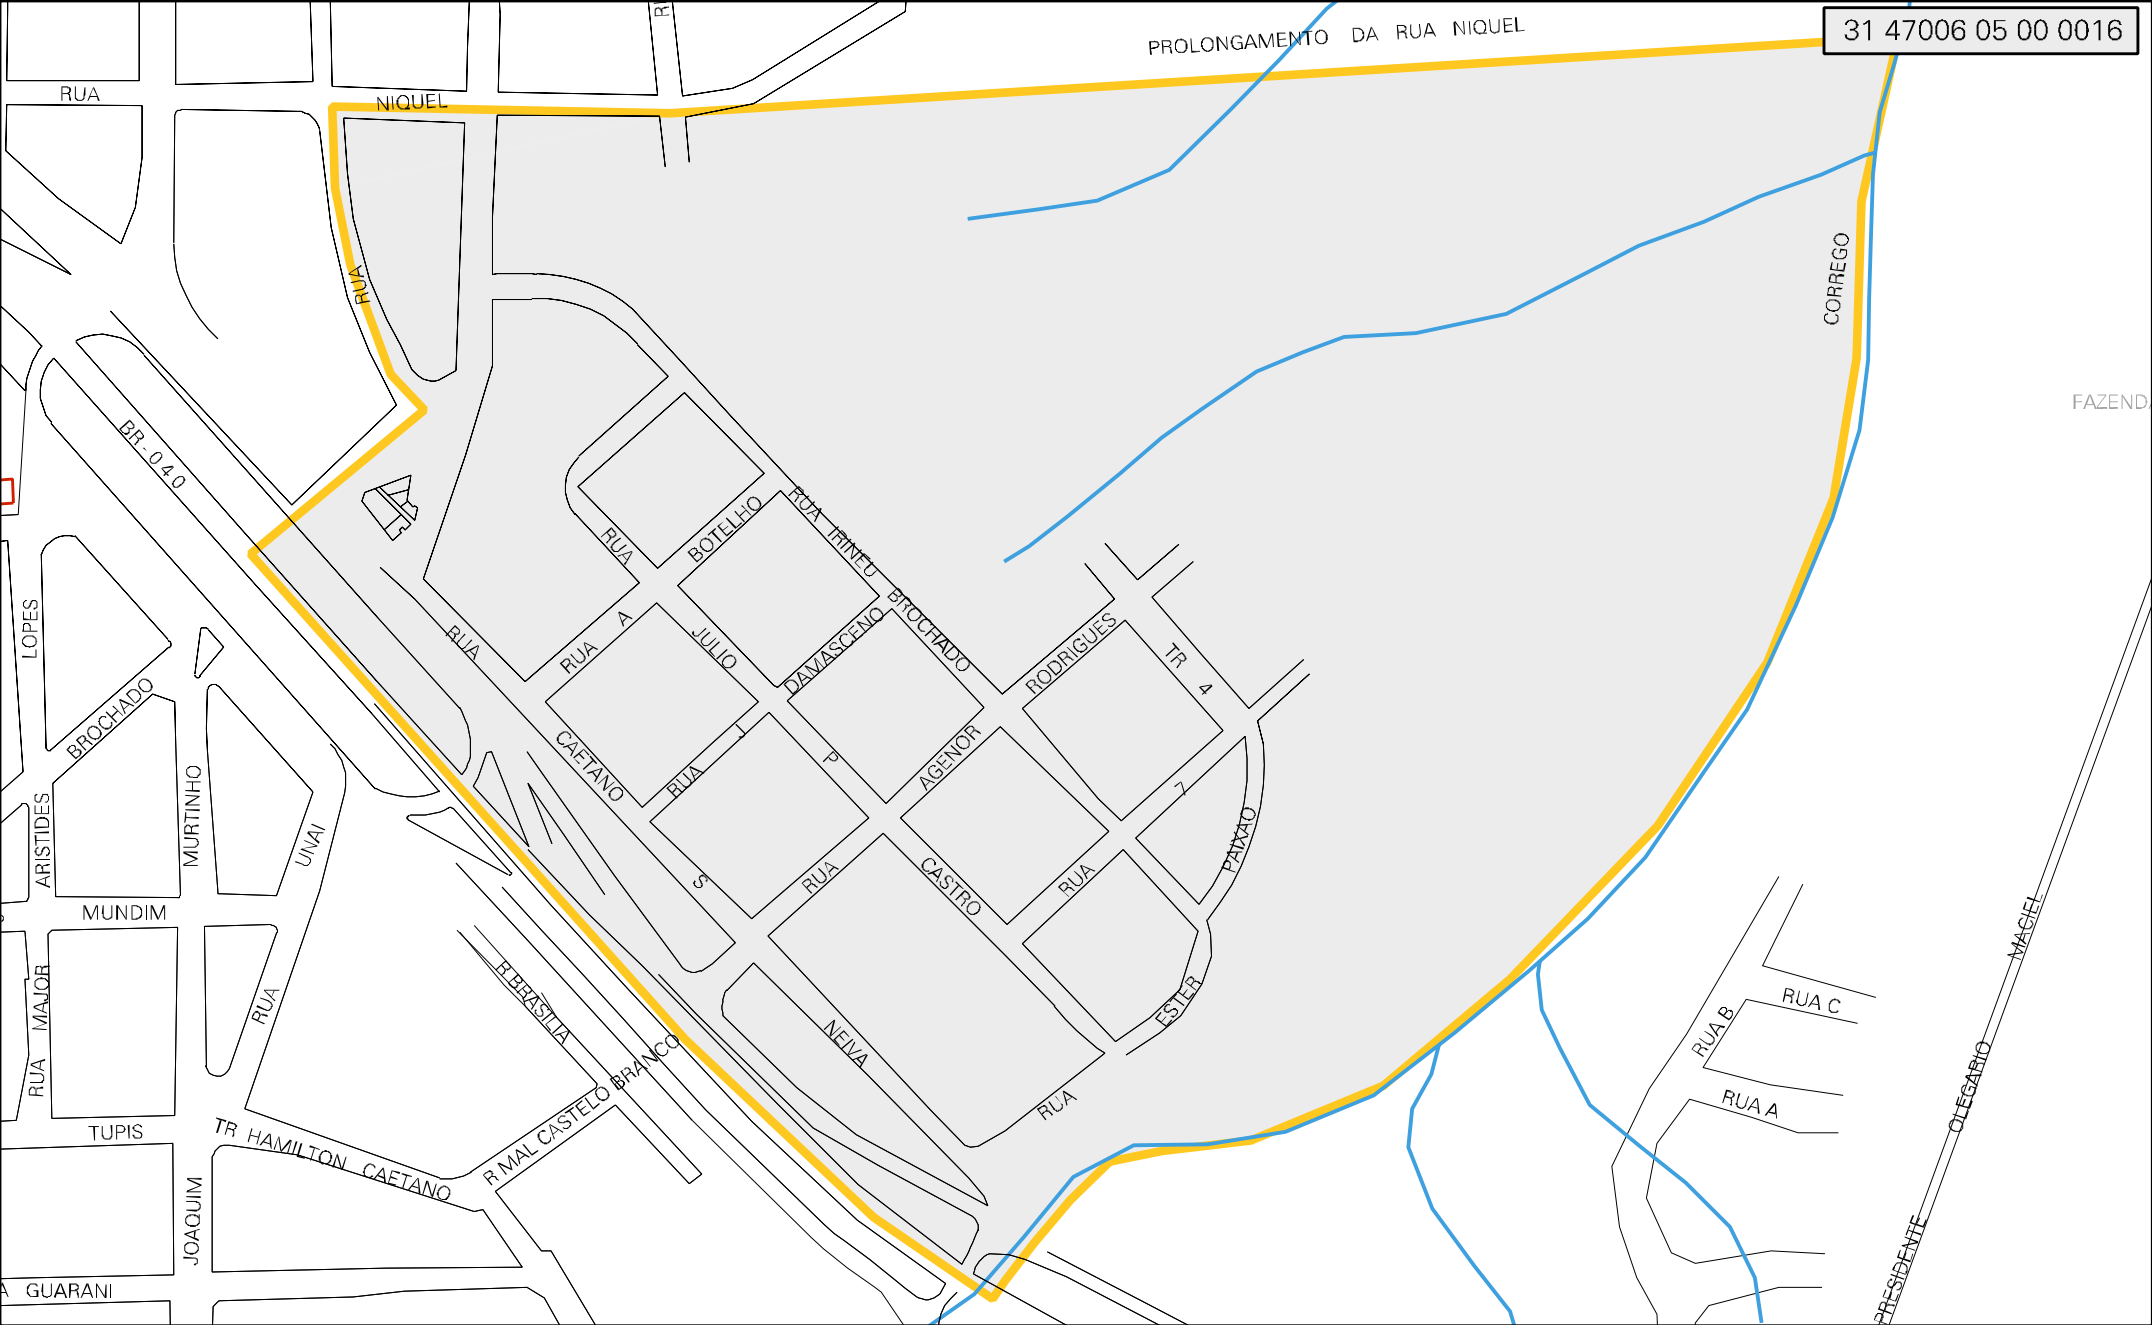 31 47006 05 00 0016
PROLONGAMENTO DA RUA NIQUEL
RUA
NIQUEL
RUA
CORREGO
FAZENDA
BR-040
BOTELHO
RUA IRINEU BROCHADO
RUA
JULIO
P
CASTRO
RUA A
DAMASCENO
RUA
CAETANO
S
NEIVA
RUA J
RODRIGUES
AGENOR
RUA
TR 4
RUA 7
PAIXAO
ESTER
RUA
LOPES
ARISTIDES
MAJOR
RUA
BROCHADO
MURTINHO
JOAQUIM
UNAI
RUA
MUNDIM
TUPIS
GUARANI
TR HAMILTON CAETANO
R BRASILIA
R MAL CASTELO BRANCO
RUA C
RUA B
RUA A
MACIEL
OLEGARIO
PRESIDENTE